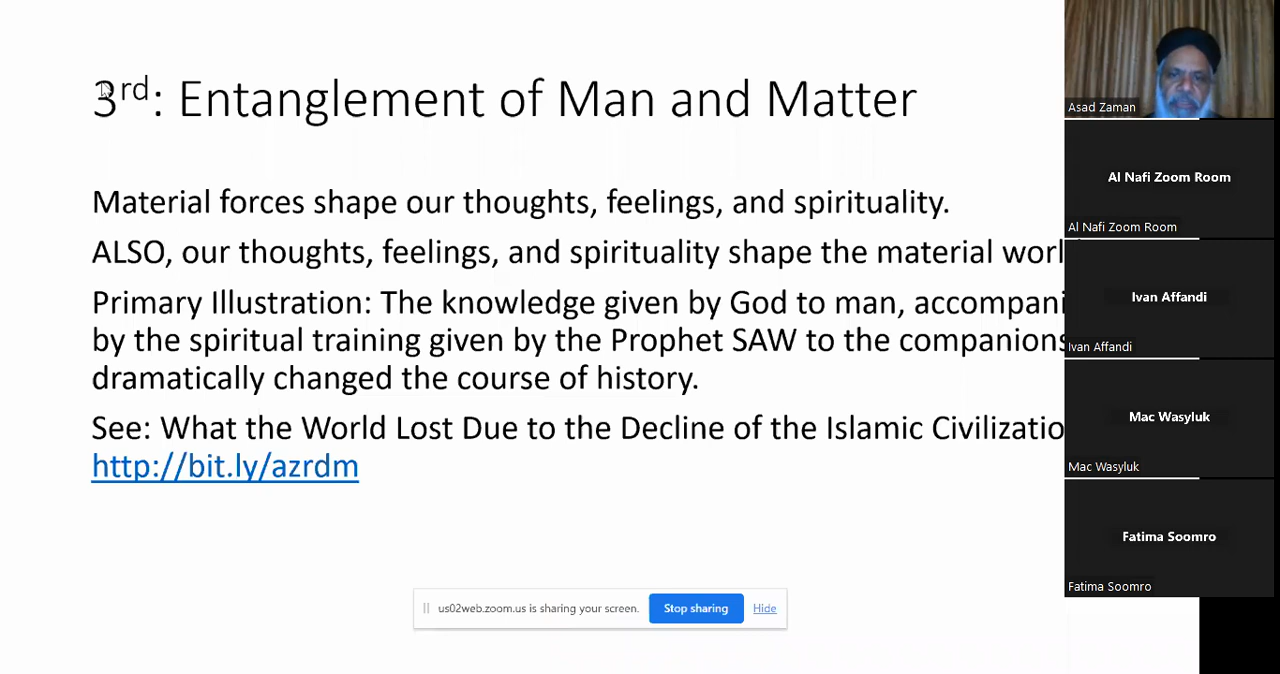 3rd: Entanglement of Man and Matter
Material forces shape our thoughts, feelings, and spirituality.
ALSO, our thoughts, feelings, and spirituality shape the material worl
Primary Illustration: The knowledge given by God to man, accompani
by the spiritual training given by the Prophet SAW to the companions
dramatically changed the course of history.
See: What the World Lost Due to the Decline of the Islamic Civilizatio
http://bit.ly/azrdm
us02web.zoom.us is sharing your screen. Stop sharing Hide
Asad Zaman
Al Nafi Zoom Room
Al Nafi Zoom Room
Ivan Affandi
Ivan Affandi
Mac Wasyluk
Mac Wasyluk
Fatima Soomro
Fatima Soomro